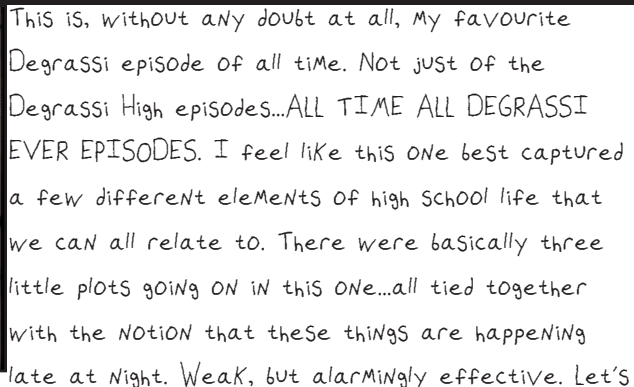 This is, without any doubt at all, my favourite
Degrassi episode of all time. Not just of the
Degrassi High episodes...ALL TIME ALL DEGRASSI
EVER EPISODES. I feel like this one best captured
a few different elements of high school life that
we can all relate to. There were basically three
little plots going on in this one...all tied together
with the notion that these things are happening
late at night. Weak, but alarmingly effective. Let's